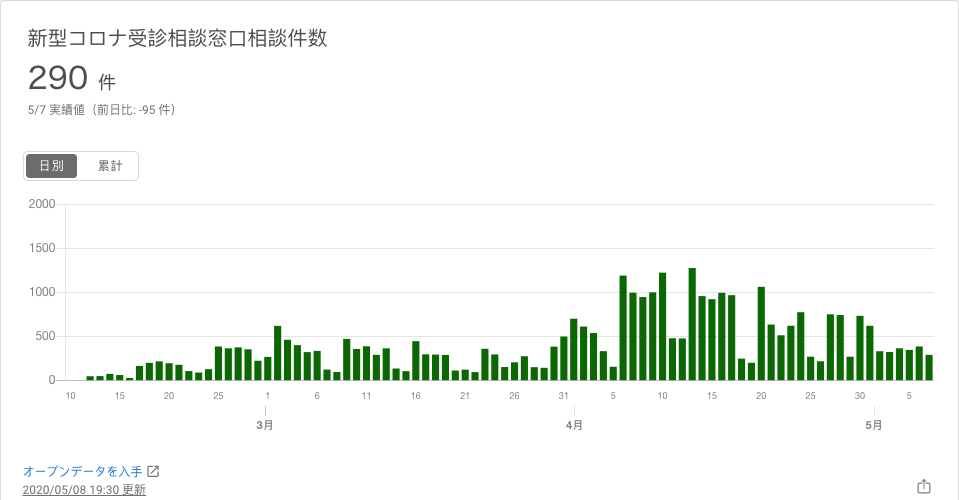 新型コロナ受診相談窓口相談件数
290 件
5/7 実績値（前日比: -95 件）
日別 累計
2000
1500
1000
500
0
10 15 20 25 1 6 11 16 21 26 31 5 10 15 20 25 30 5
3月 4月 5月
オープンデータを入手
2020/05/08 19:30 更新